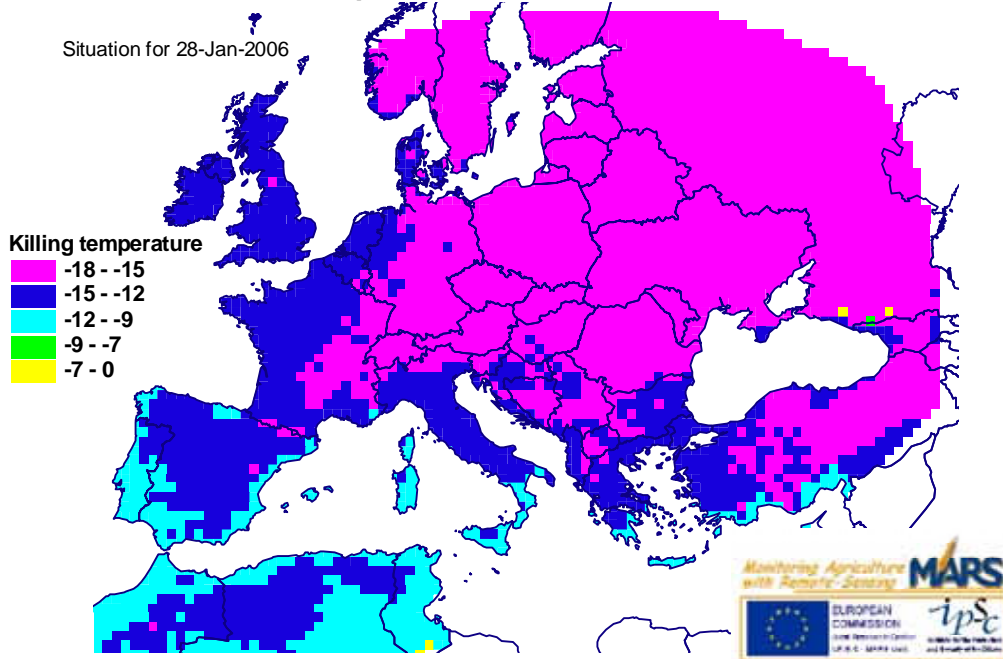 Situation for 28-Jan-2006
Killing temperature
-18 - -15
-15 - -12
-12 - -9
-9 - -7
-7 - 0
Monitoring Agriculture
with Remote Sensing
MARS
EUROPEAN
COMMISSION
ipsc